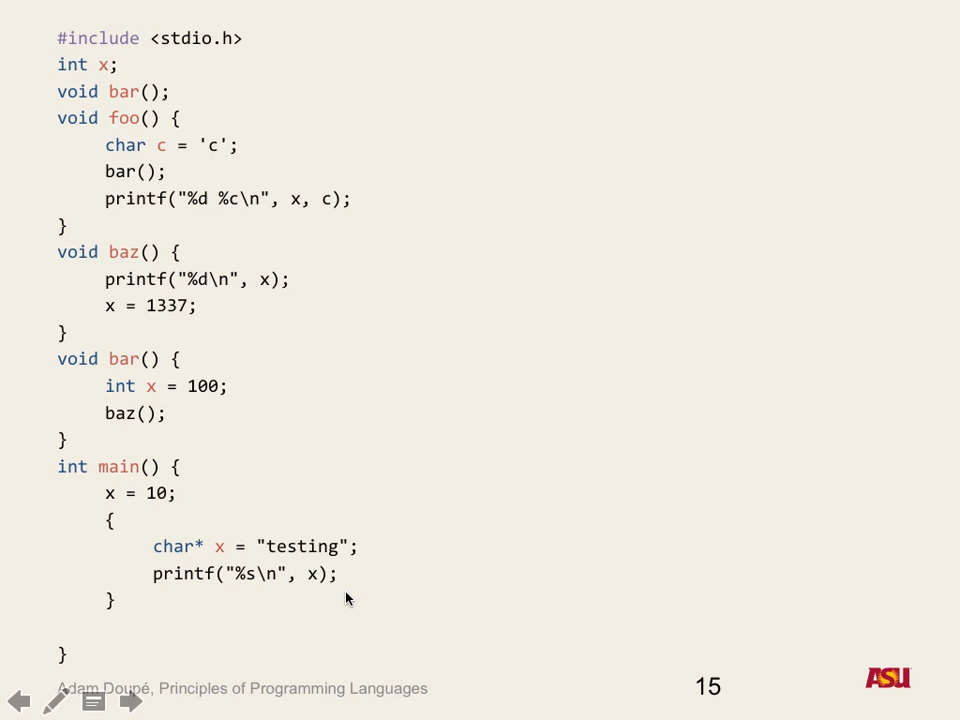 #include <stdio.h>
int x;
void bar();
void foo() {
char c = 'c';
bar();
printf("%d %c\n", x, c);
}
void baz() {
printf("%d\n", x);
x = 1337;
}
void bar() {
int x = 100;
baz();
}
int main() {
x = 10;
{
char* x = "testing";
printf("%s\n", x);
}
}
Adam Doupé, Principles of Programming Languages
15
ASU